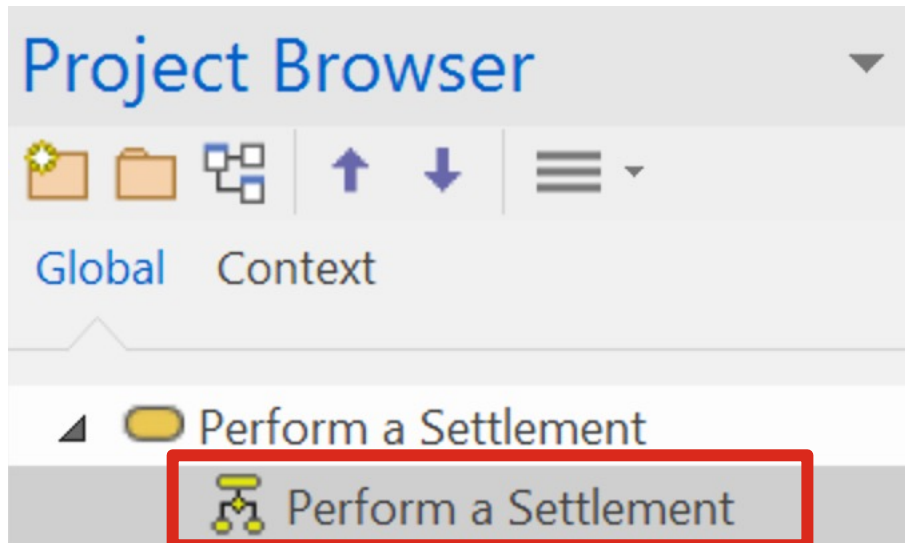 Project Browser
Global Context
Perform a Settlement
Perform a Settlement